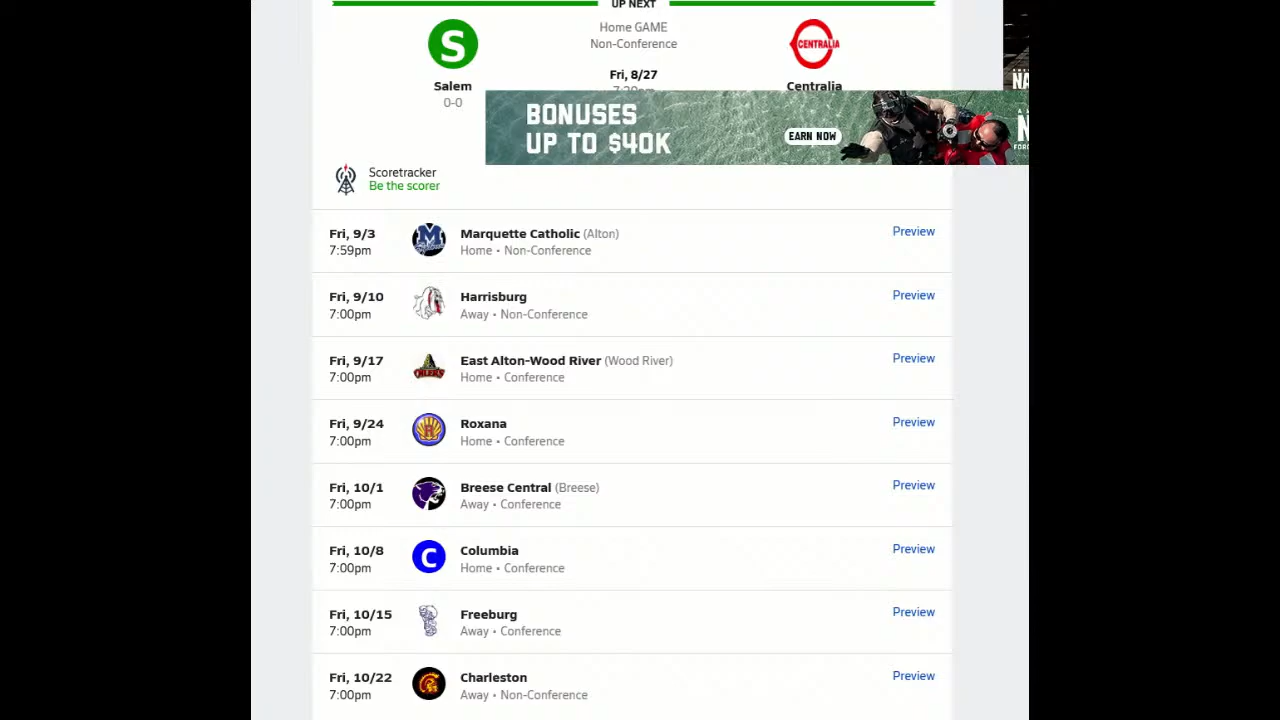 UP NEXT
Home GAME
Non-Conference
S
CENTRALIA
Fri, 8/27
Salem
Centralia
0-0
BONUSES
UP TO $40K
EARN NOW
Scoretracker
Be the scorer
Fri, 9/3
7:59pm
M
Marquette Catholic (Alton)
Home • Non-Conference
Preview
Fri, 9/10
7:00pm
Harrisburg
Away • Non-Conference
Preview
Fri, 9/17
7:00pm
East Alton-Wood River (Wood River)
Home • Conference
Preview
Fri, 9/24
7:00pm
R
Roxana
Home • Conference
Preview
Fri, 10/1
7:00pm
Breese Central (Breese)
Away • Conference
Preview
Fri, 10/8
7:00pm
C
Columbia
Home • Conference
Preview
Fri, 10/15
7:00pm
Freeburg
Away • Conference
Preview
Fri, 10/22
7:00pm
Charleston
Away • Non-Conference
Preview